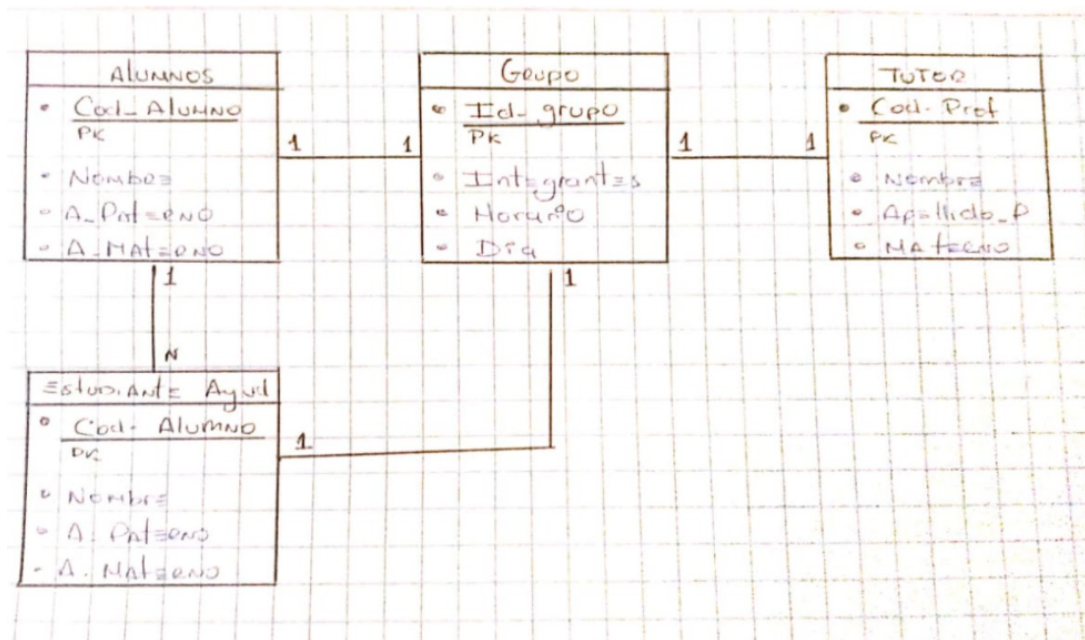 ALUMNOS
• Cod_ALUMNO
PK
• Nombre
• A_PATERNO
• A_MATERNO
1
1
Grupo
• Id_grupo
PK
• Integrantes
• Horario
• Día
1
1
TUTOR
• Cod_Prof
PK
• Nombre
• Apellido_P
• MATERNO
1
N
1
Estudiante Ayud
• Cod_Alumno
PK
• Nombre
• A. Paterno
• A. Materno
1